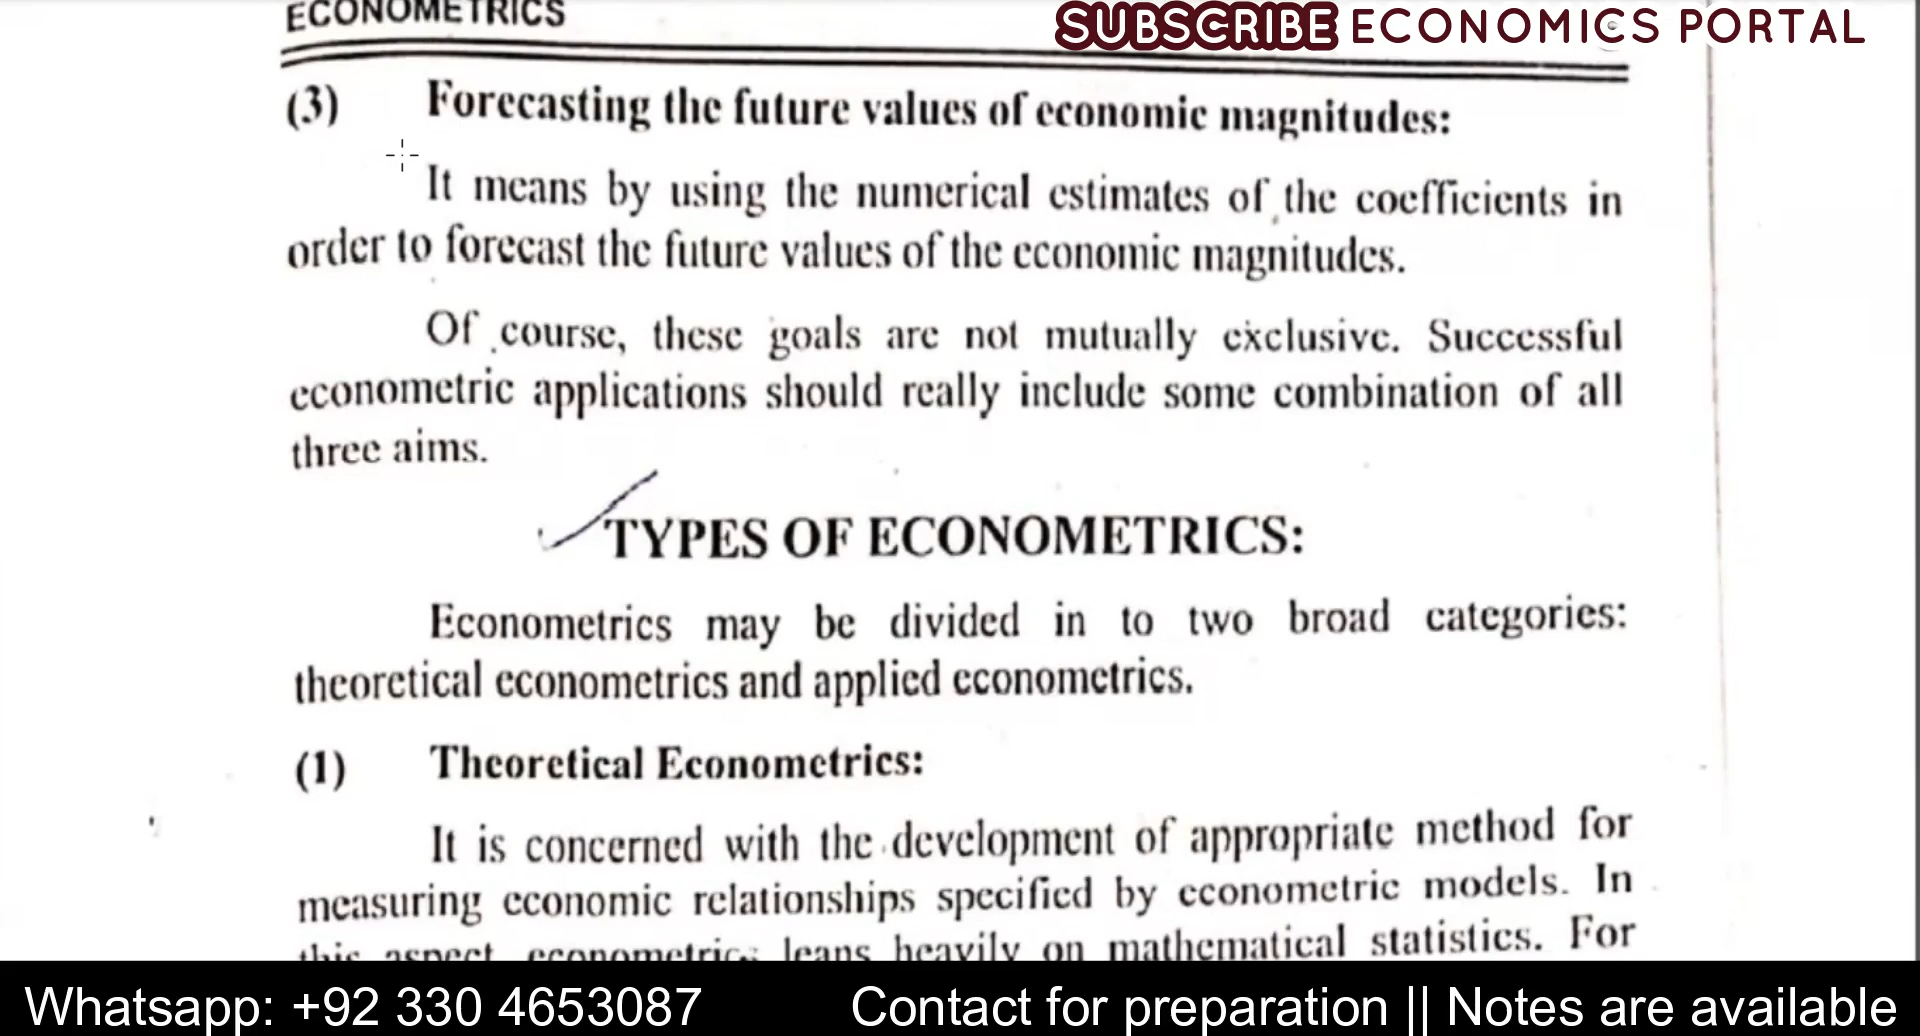 ECONOMETRICS
SUBSCRIBE ECONOMICS PORTAL
(3) Forecasting the future values of economic magnitudes:
It means by using the numerical estimates of the coefficients in
order to forecast the future values of the economic magnitudes.
Of course, these goals are not mutually exclusive. Successful
econometric applications should really include some combination of all
three aims.
TYPES OF ECONOMETRICS:
Econometrics may be divided in to two broad categories:
theoretical econometrics and applied econometrics.
(1) Theoretical Econometrics:
It is concerned with the development of appropriate method for
measuring economic relationships specified by econometric models. In
this aspect, econometrics leans heavily on mathematical statistics. For
Whatsapp: +92 330 4653087 Contact for preparation || Notes are available